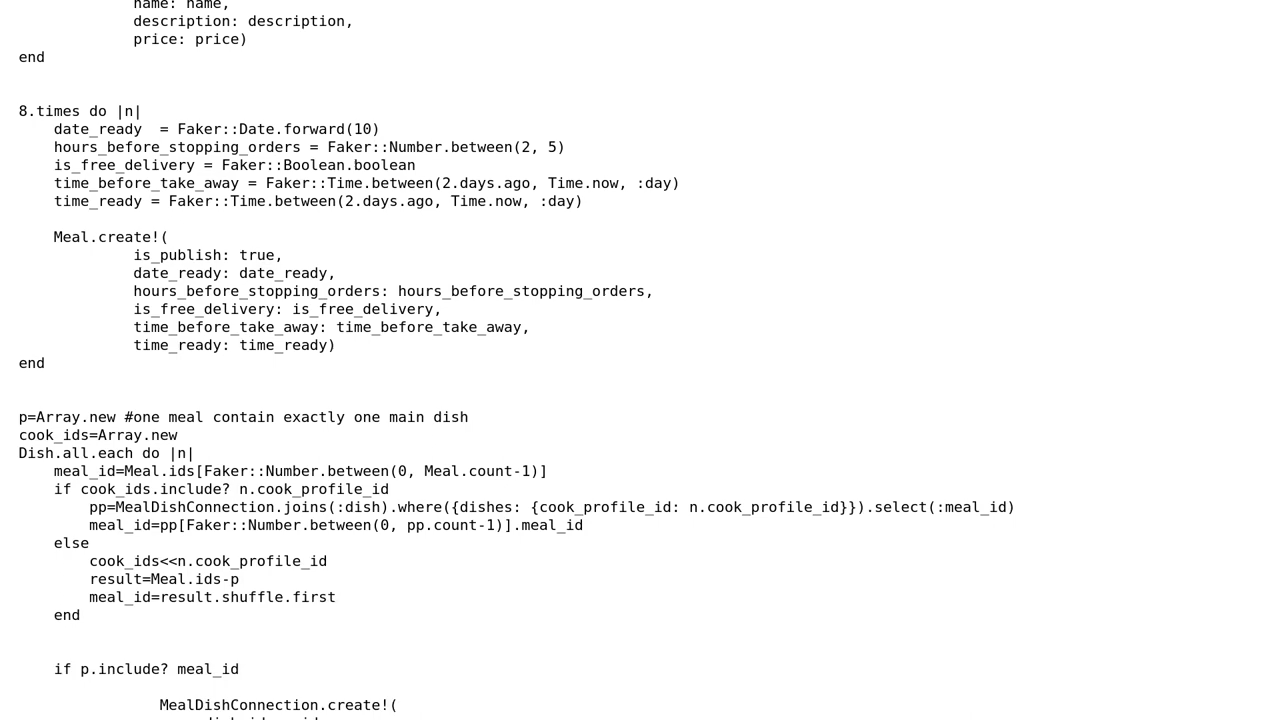 name: name,
description: description,
price: price)
end
8.times do |n|
date_ready  = Faker::Date.forward(10)
hours_before_stopping_orders = Faker::Number.between(2, 5)
is_free_delivery = Faker::Boolean.boolean
time_before_take_away = Faker::Time.between(2.days.ago, Time.now, :day)
time_ready = Faker::Time.between(2.days.ago, Time.now, :day)
Meal.create!(
is_publish: true,
date_ready: date_ready,
hours_before_stopping_orders: hours_before_stopping_orders,
is_free_delivery: is_free_delivery,
time_before_take_away: time_before_take_away,
time_ready: time_ready)
end
p=Array.new #one meal contain exactly one main dish
cook_ids=Array.new
Dish.all.each do |n|
meal_id=Meal.ids[Faker::Number.between(0, Meal.count-1)]
if cook_ids.include? n.cook_profile_id
pp=MealDishConnection.joins(:dish).where({dishes: {cook_profile_id: n.cook_profile_id}}).select(:meal_id)
meal_id=pp[Faker::Number.between(0, pp.count-1)].meal_id
else
cook_ids<<n.cook_profile_id
result=Meal.ids-p
meal_id=result.shuffle.first
end
if p.include? meal_id
MealDishConnection.create!(